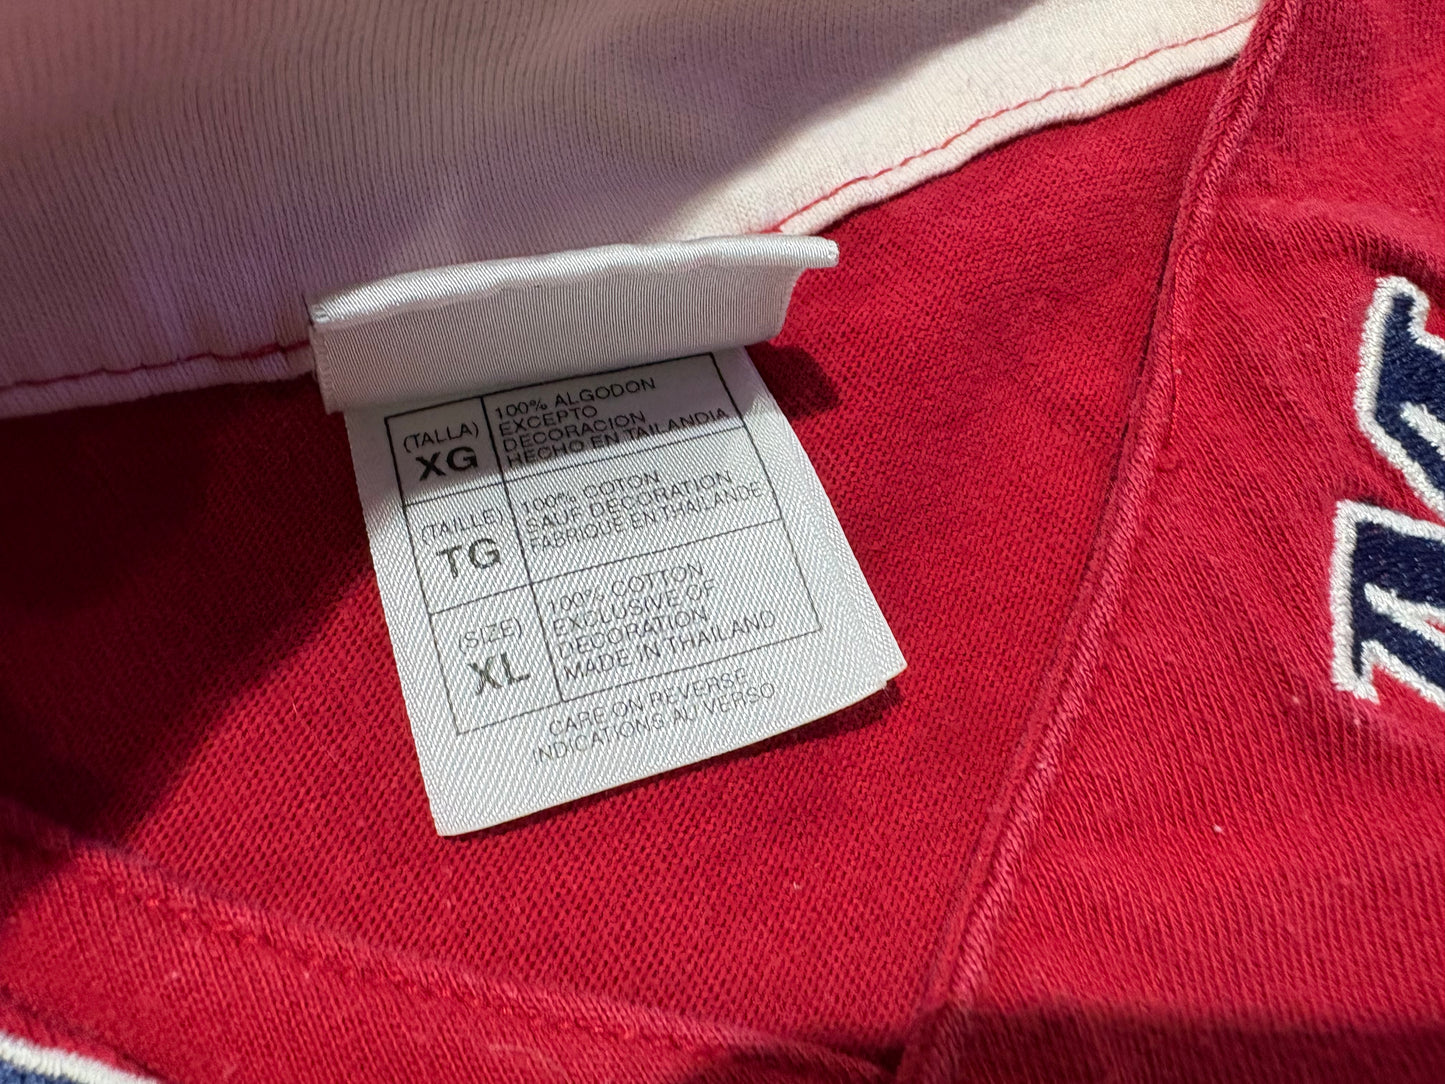 (TALLA)
XG
100% ALGODON
EXCEPTO
DECORACION
HECHO EN TAILANDIA
(TAILLE)
TG
100% COTON
SAUF DECORATION
FABRIQUE EN THAILANDE
(SIZE)
XL
100% COTTON
EXCLUSIVE OF
DECORATION
MADE IN THAILAND
CARE ON REVERSE
INDICATIONS AU VERSO